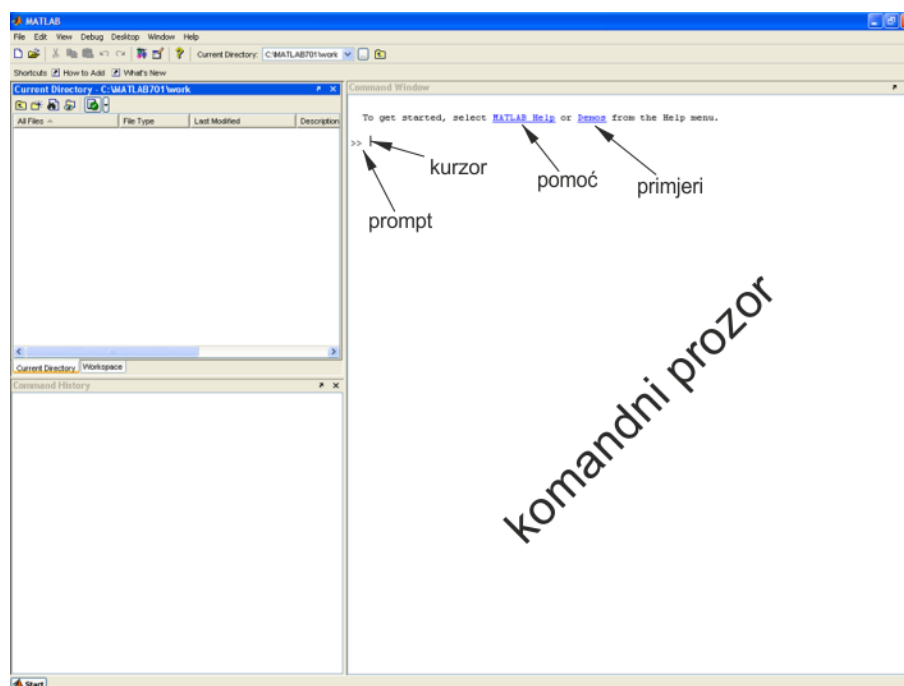 MATLAB
File Edit View Debug Desktop Window Help
Current Directory: C:\MATLAB701\work
Shortcuts How to Add What's New
Current Directory - C:\MATLAB701\work
All Files File Type Last Modified Description
Current Directory Workspace
Command History
Command Window
To get started, select MATLAB Help or Demos from the Help menu.
>>
kurzor
pomoć
primjeri
prompt
komandni prozor
Start